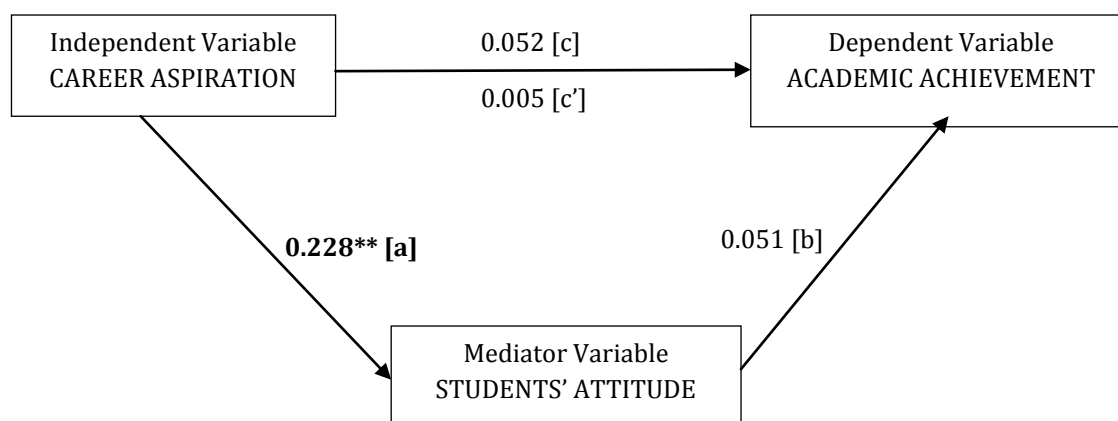 Independent Variable
CAREER ASPIRATION
0.052 [c]
0.005 [c’]
Dependent Variable
ACADEMIC ACHIEVEMENT
0.228** [a]
0.051 [b]
Mediator Variable
STUDENTS’ ATTITUDE